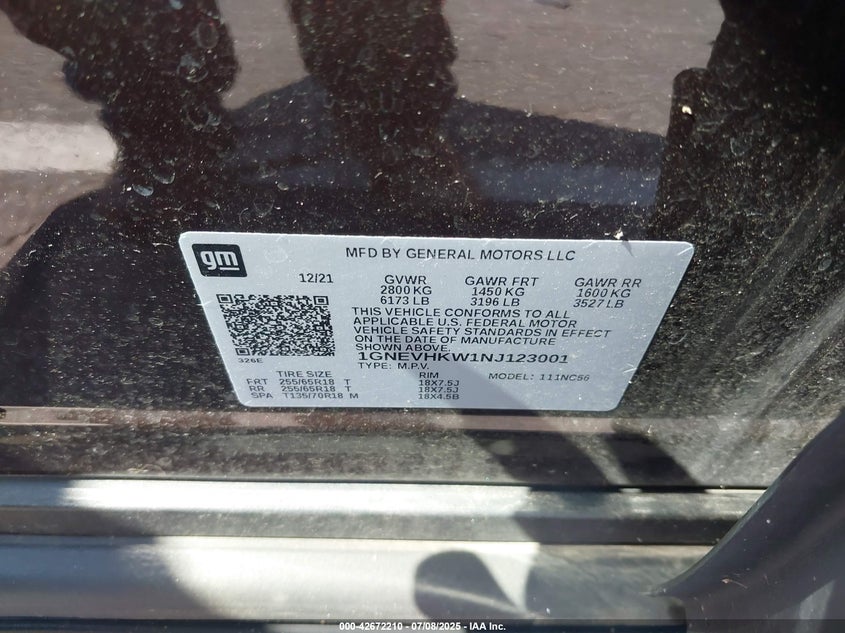 gm
MFD BY GENERAL MOTORS LLC
12/21 GVWR GAWR FRT GAWR RR
2800 KG 1450 KG 1600 KG
6173 LB 3196 LB 3527 LB
THIS VEHICLE CONFORMS TO ALL
APPLICABLE U.S. FEDERAL MOTOR
VEHICLE SAFETY STANDARDS IN EFFECT
ON THE DATE OF MANUFACTURE
SHOWN ABOVE.
326E
1GNEVHKW1NJ123001
TYPE: M.P.V. MODEL: 111NC56
TIRE SIZE RIM
FRT 255/65R18 T 18X7.5J
RR 255/65R18 T 18X7.5J
SPA T135/70R18 M 18X4.5B
000-42672210 - 07/08/2025 - IAA Inc.